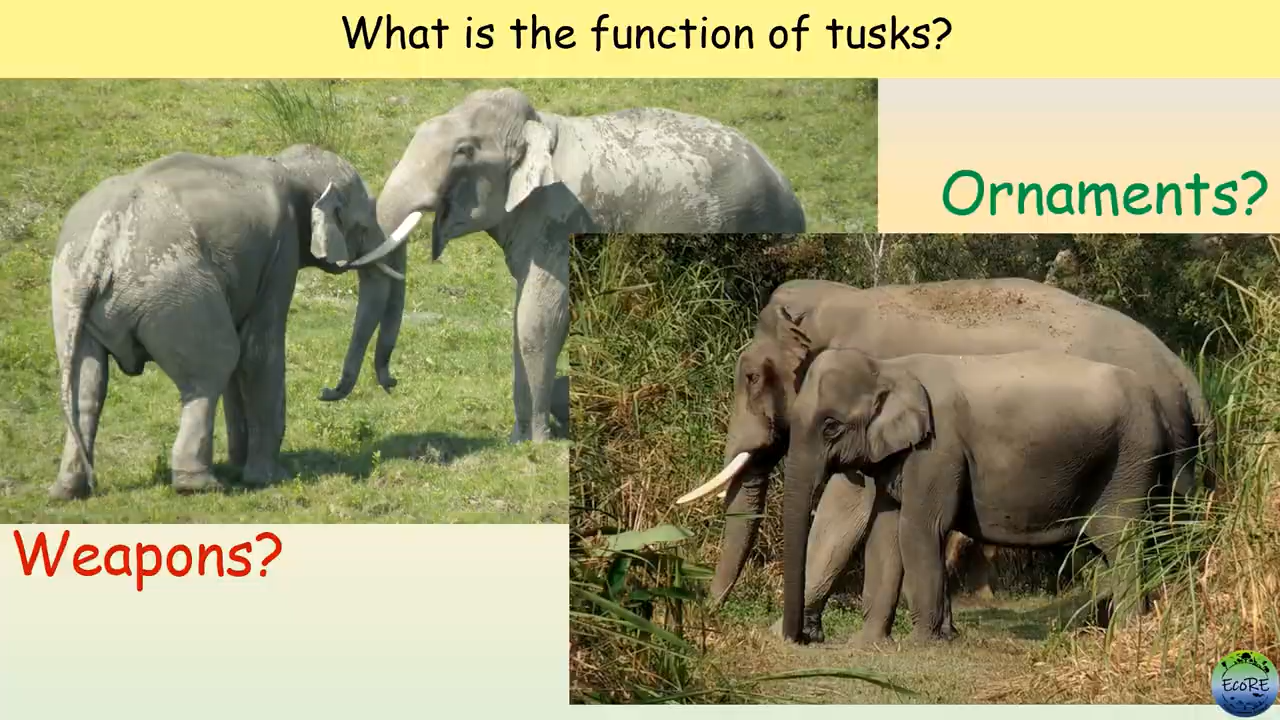 What is the function of tusks?
Ornaments?
Weapons?
EcoRE